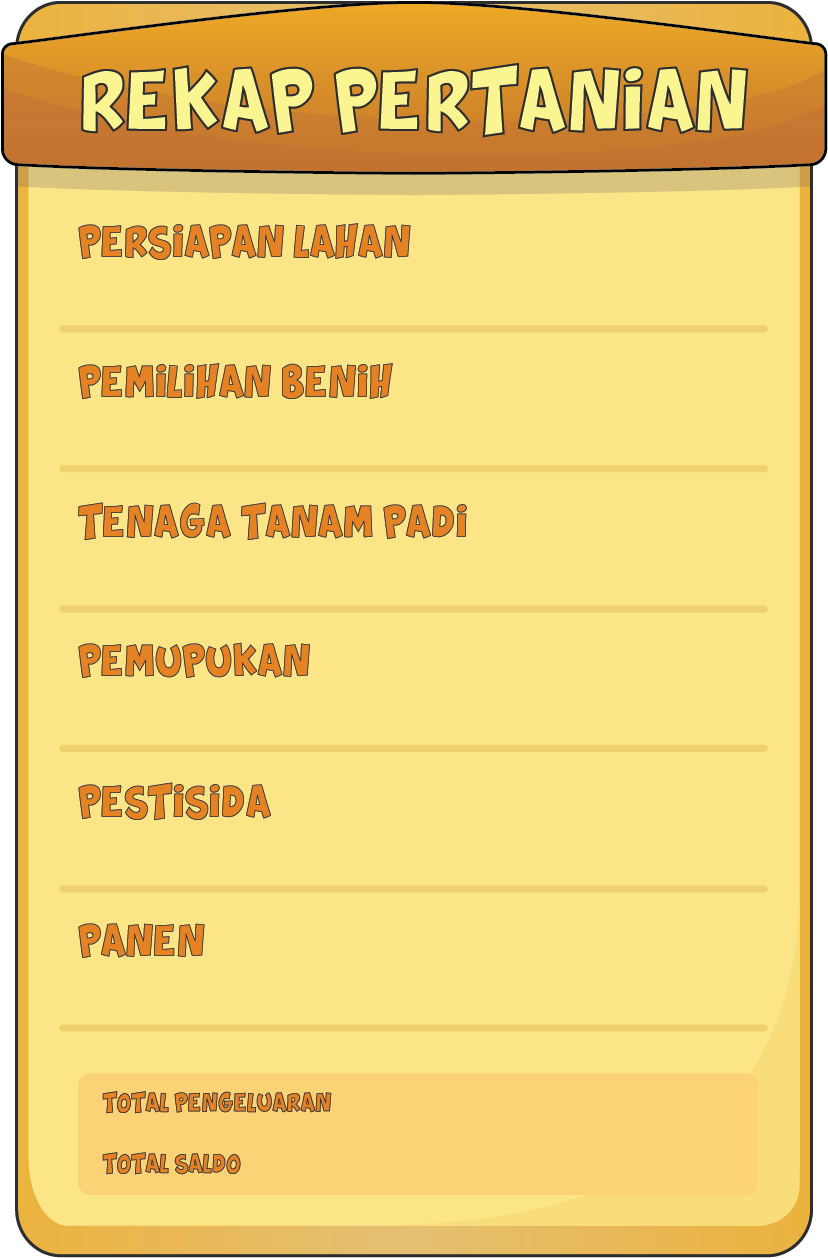 REKAP PERTANiAN
PERSiAPAN LAHAN
PEMiLiHAN BENiH
TENAGA TANAM PADi
PEMUPUKAN
PESTiSiDA
PANEN
TOTAL PENGELUARAN
TOTAL SALDO